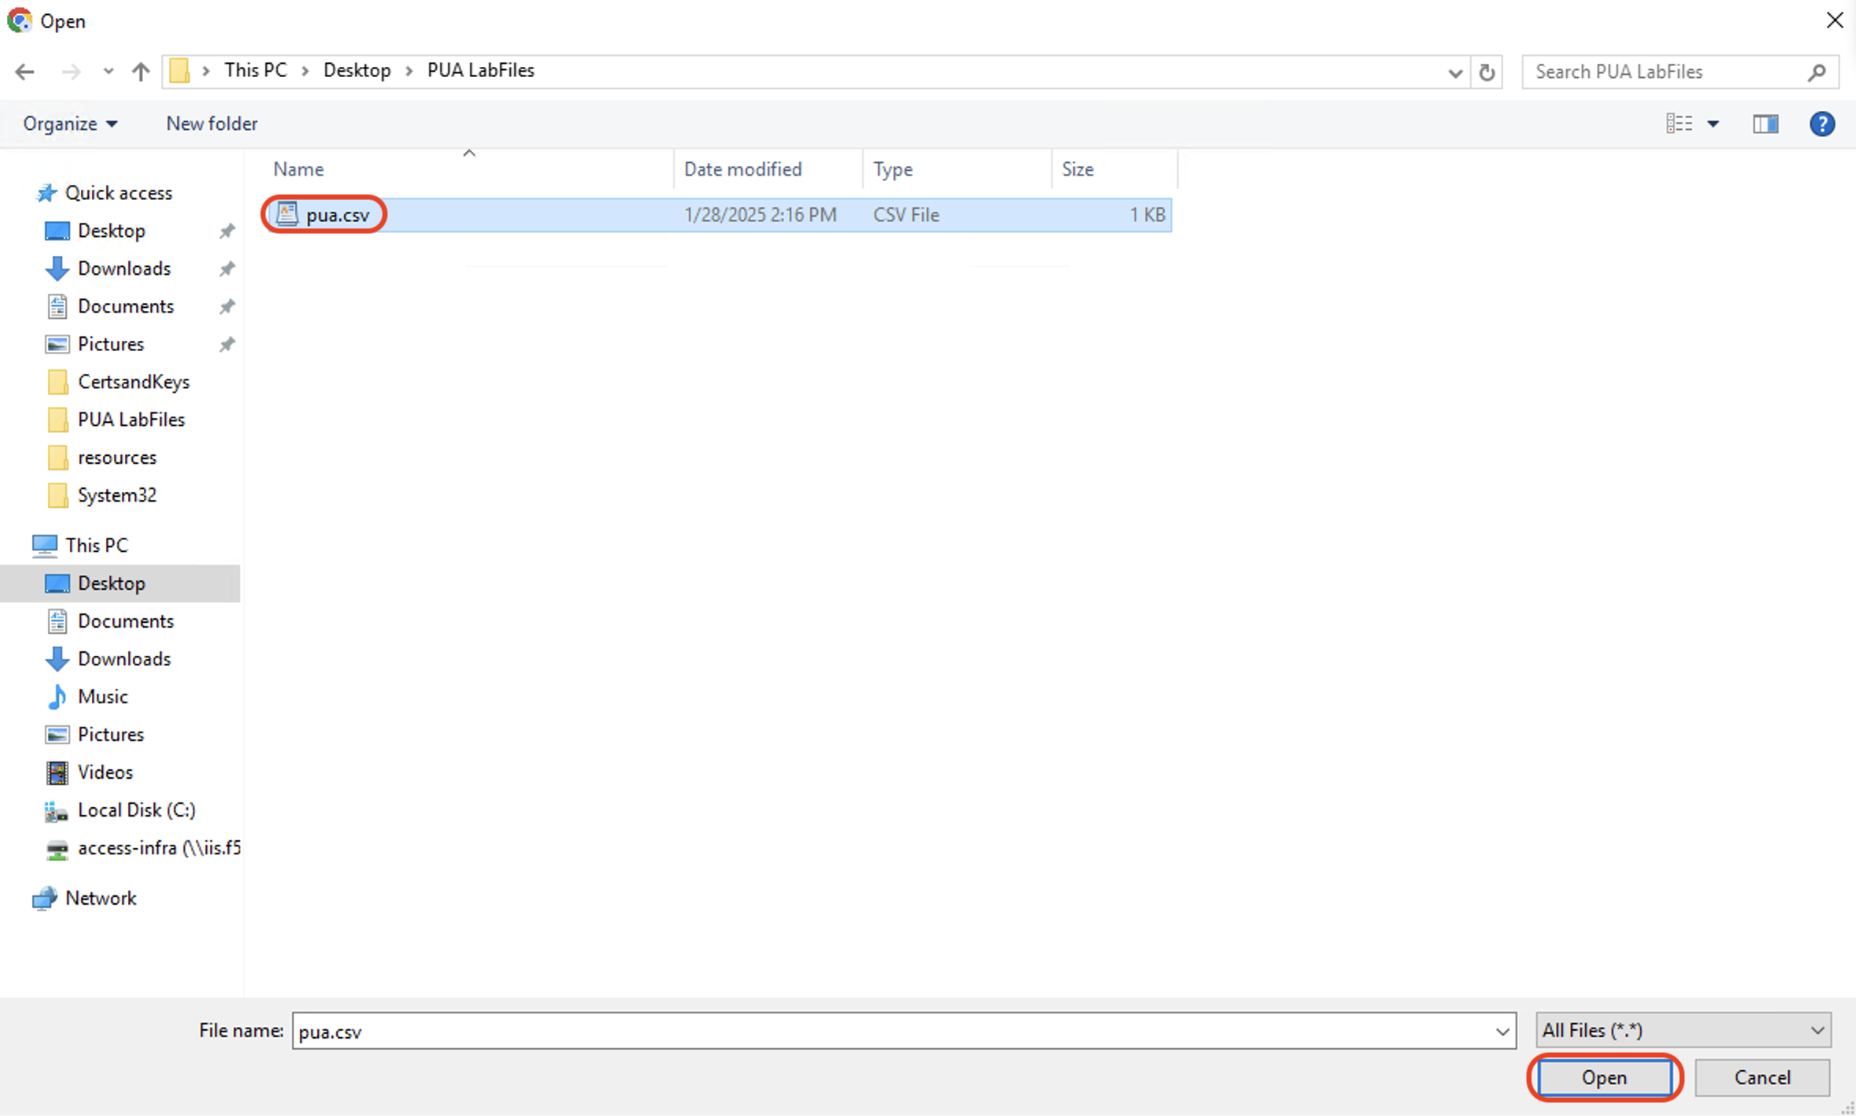 Open
This PC > Desktop > PUA LabFiles
Search PUA LabFiles
Organize
New folder
Name
Date modified
Type
Size
pua.csv
1/28/2025 2:16 PM
CSV File
1 KB
Quick access
Desktop
Downloads
Documents
Pictures
CertsandKeys
PUA LabFiles
resources
System32
This PC
Desktop
Documents
Downloads
Music
Pictures
Videos
Local Disk (C:)
access-infra (\\iis.f5
Network
File name:
pua.csv
All Files (*.*)
Open
Cancel